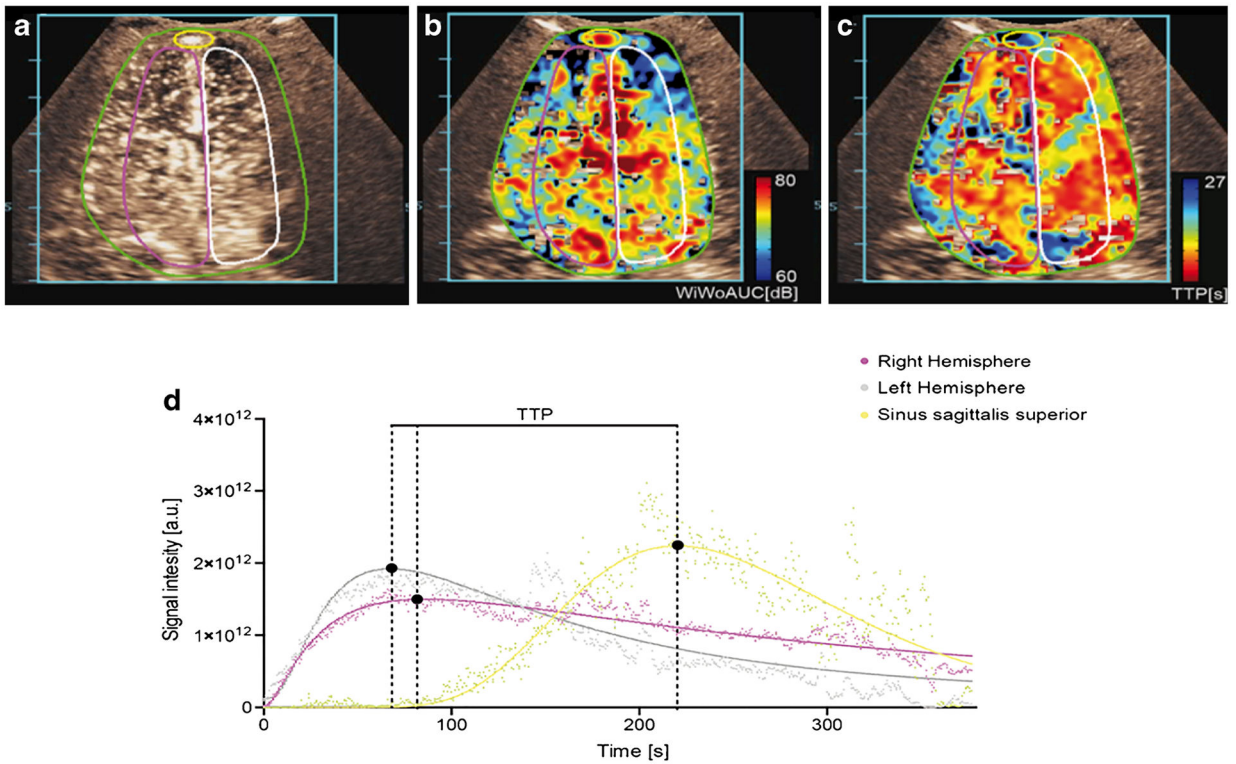 a
b
c
S
S
S
80
60
WiWoAUC[dB]
27
TTP[s]
Right Hemisphere
Left Hemisphere
Sinus sagittalis superior
d
TTP
4×10¹²
3×10¹²
2×10¹²
1×10¹²
0
Signal intesity [a.u.]
0
100
200
300
Time [s]